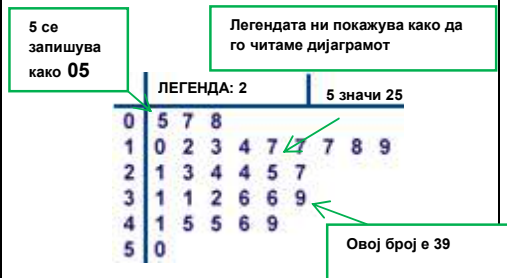 5 се
запишува
како 05
Легендата ни покажува како да
го читаме дијаграмот
ЛЕГЕНДА: 2
5 значи 25
0 5 7 8
1 0 2 3 4 7 7 7 8 9
2 1 3 4 4 5 7
3 1 1 2 6 6 9
4 1 5 5 6 9
5 0
Овој број е 39